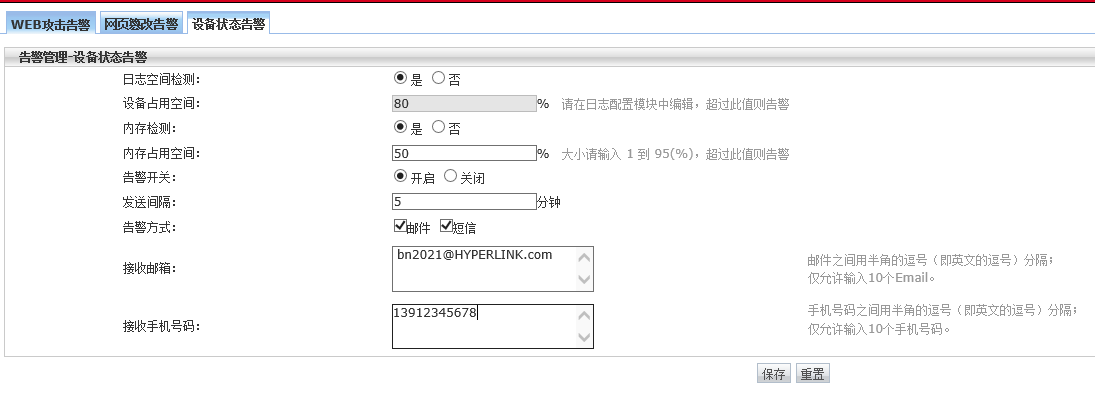 WEB攻击告警 网页篡改告警 设备状态告警
告警管理-设备状态告警
日志空间检测： 是 否
设备占用空间： 80 % 请在日志配置模块中编辑，超过此值则告警
内存检测： 是 否
内存占用空间： 50 % 大小请输入 1 到 95(%)，超过此值则告警
告警开关： 开启 关闭
发送间隔： 5 分钟
告警方式： 邮件 短信
接收邮箱： bn2021@HYPERLINK.com 邮件之间用半角的逗号（即英文的逗号）分隔；
仅允许输入10个Email。
接收手机号码： 13912345678 手机号码之间用半角的逗号（即英文的逗号）分隔；
仅允许输入10个手机号码。
保存 重置